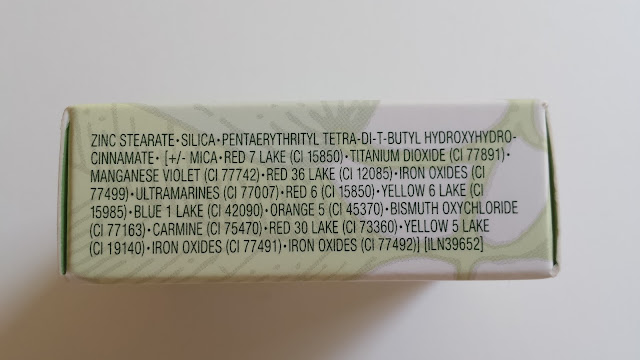 ZINC STEARATE•SILICA•PENTAERYTHRITYL TETRA-DI-T-BUTYL HYDROXYHYDRO-
CINNAMATE• [+/- MICA•RED 7 LAKE (CI 15850)•TITANIUM DIOXIDE (CI 77891)•
MANGANESE VIOLET (CI 77742)•RED 36 LAKE (CI 12085)•IRON OXIDES (CI
77499)•ULTRAMARINES (CI 77007)•RED 6 (CI 15850)•YELLOW 6 LAKE (CI
15985)•BLUE 1 LAKE (CI 42090)•ORANGE 5 (CI 45370)•BISMUTH OXYCHLORIDE
(CI 77163)•CARMINE (CI 75470)•RED 30 LAKE (CI 73360)•YELLOW 5 LAKE
(CI 19140)•IRON OXIDES (CI 77491)•IRON OXIDES (CI 77492)] [ILN39652]